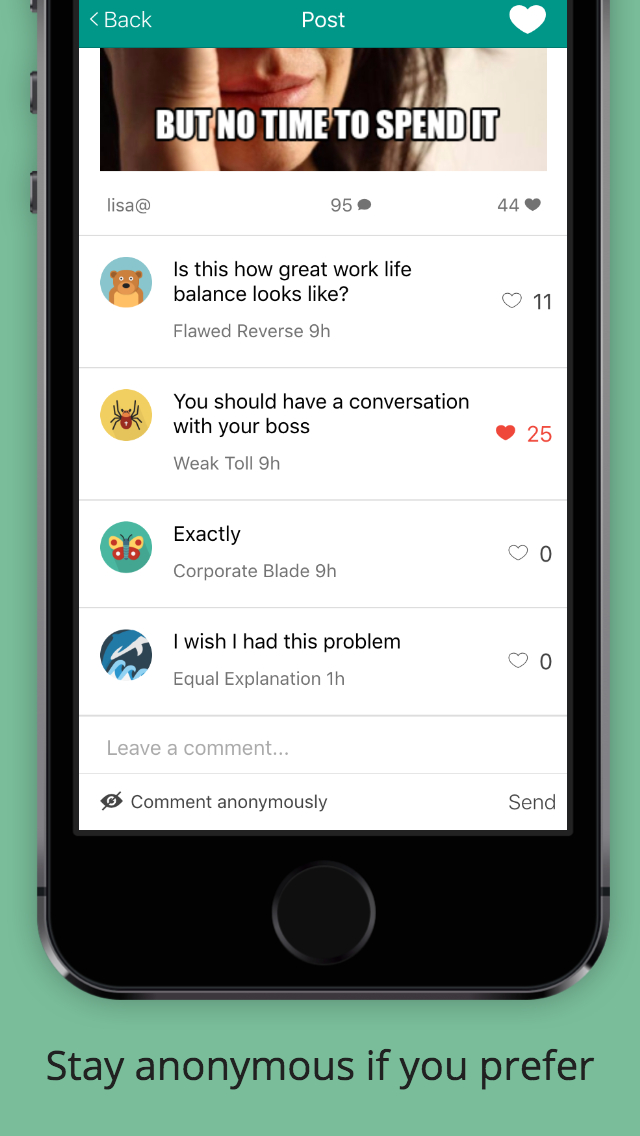 Back
Post
BUT NO TIME TO SPEND IT
lisa@
95
44
Is this how great work life
balance looks like?
11
Flawed Reverse 9h
You should have a conversation
with your boss
25
Weak Toll 9h
Exactly
0
Corporate Blade 9h
I wish I had this problem
0
Equal Explanation 1h
Leave a comment...
Comment anonymously
Send
Stay anonymous if you prefer